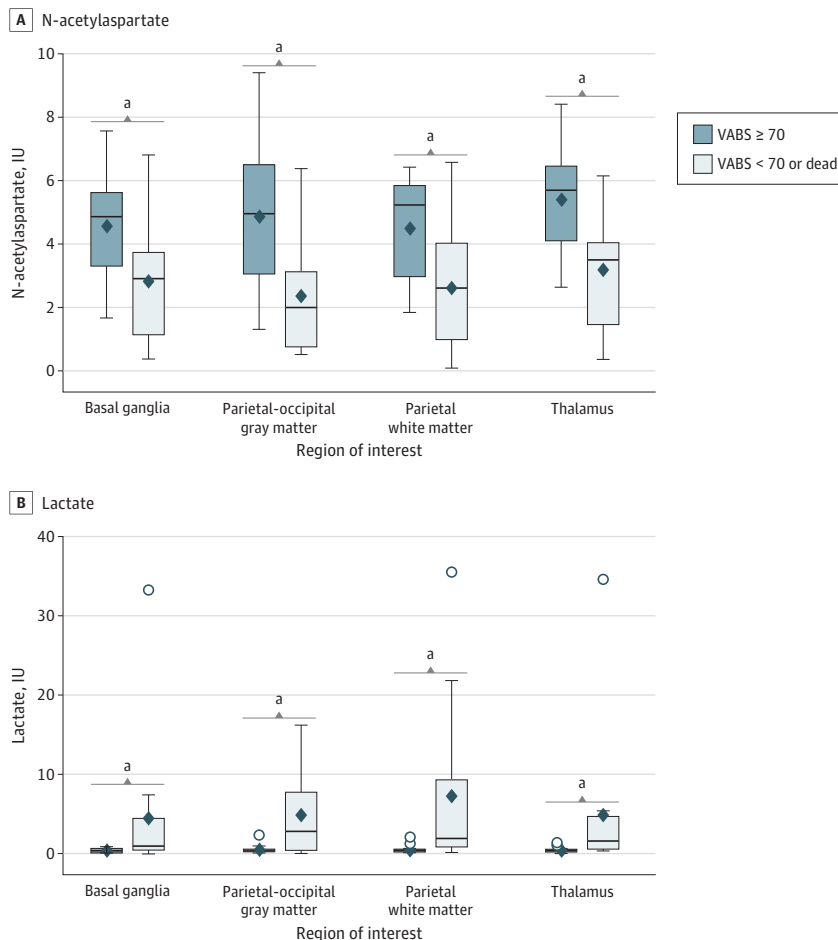 A N-acetylaspartate
10
8
6
4
2
0
N-acetylaspartate, IU
a
a
a
a
VABS ≥ 70
VABS < 70 or dead
Basal ganglia
Parietal-occipital
gray matter
Parietal
white matter
Thalamus
Region of interest
B Lactate
40
30
20
10
0
Lactate, IU
a
a
a
a
Basal ganglia
Parietal-occipital
gray matter
Parietal
white matter
Thalamus
Region of interest